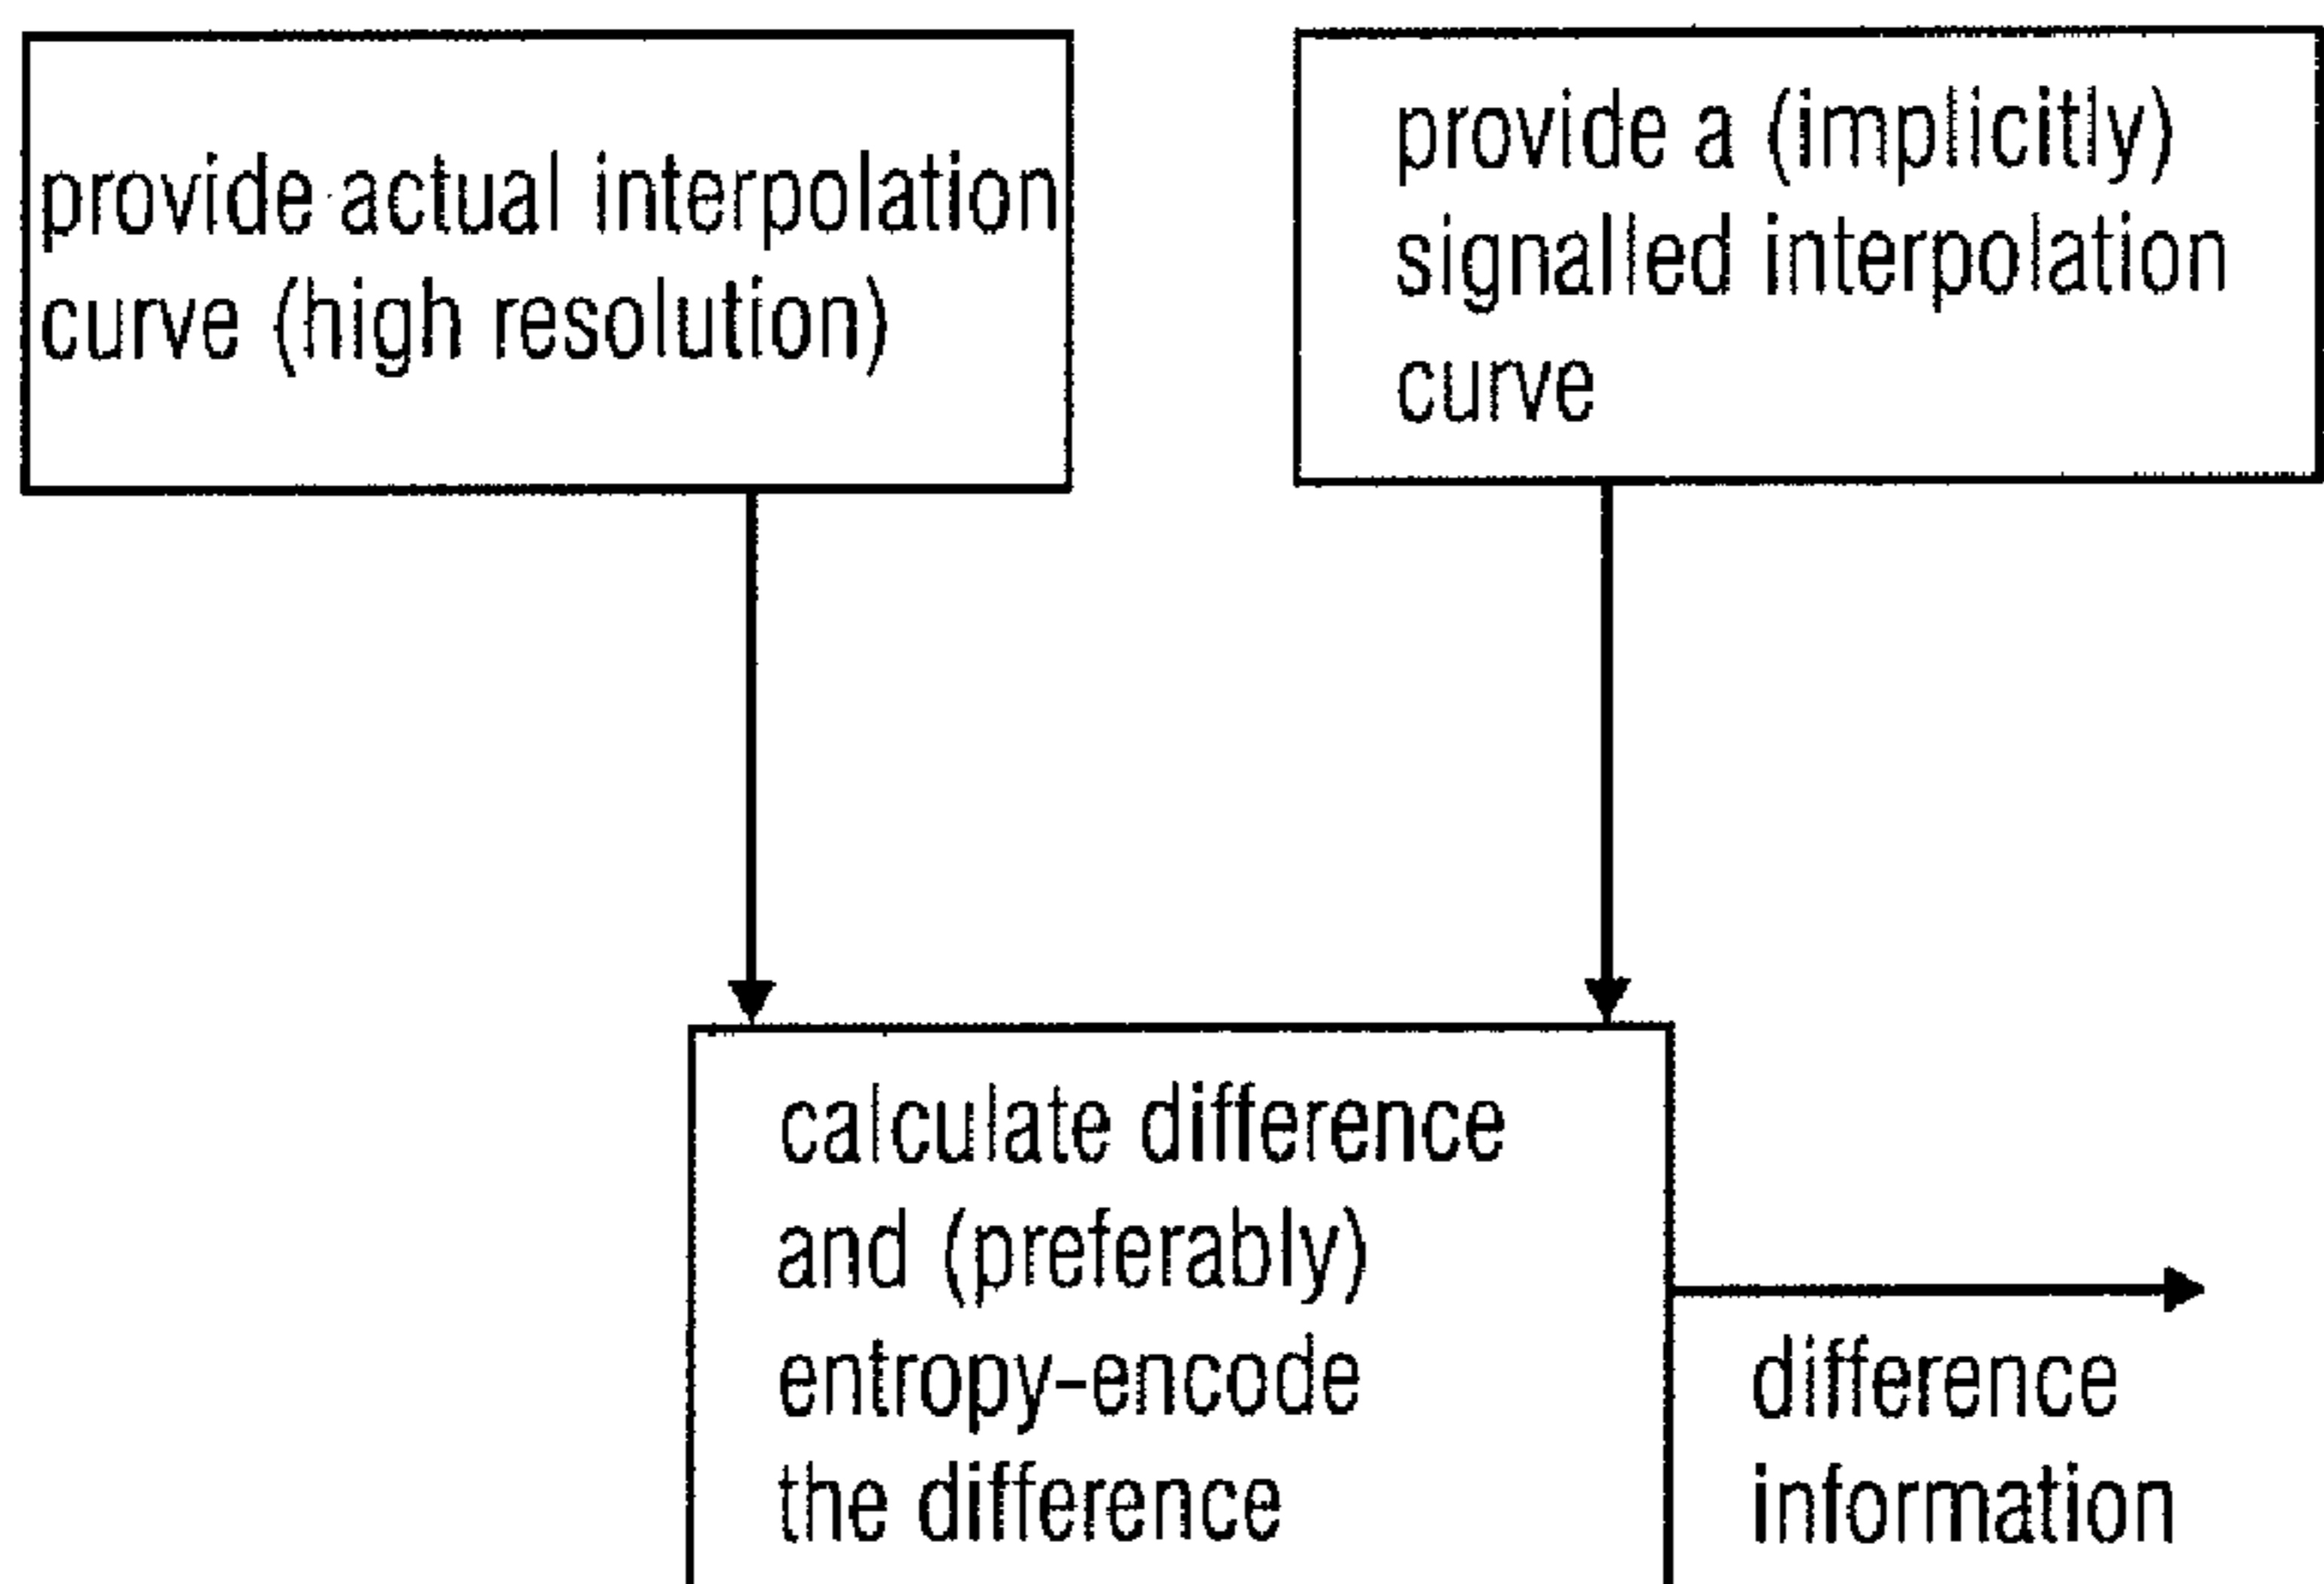 provide actual interpolation
curve (high resolution)
provide a (implicitly)
signalled interpolation
curve
calculate difference
and (preferably)
entropy-encode
the difference
difference
information